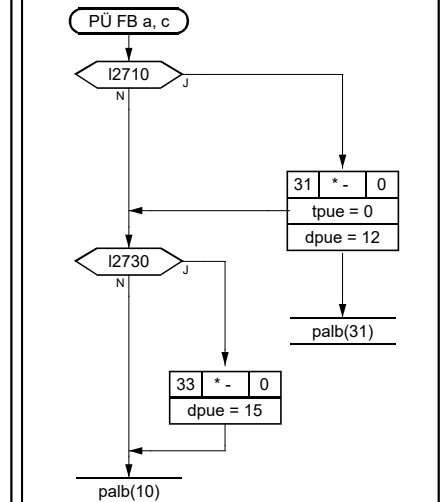 PÜ FB a, c
I2710
J
N
31 * - 0
tpue = 0
dpue = 12
I2730
J
N
palb(31)
33 * - 0
dpue = 15
palb(10)